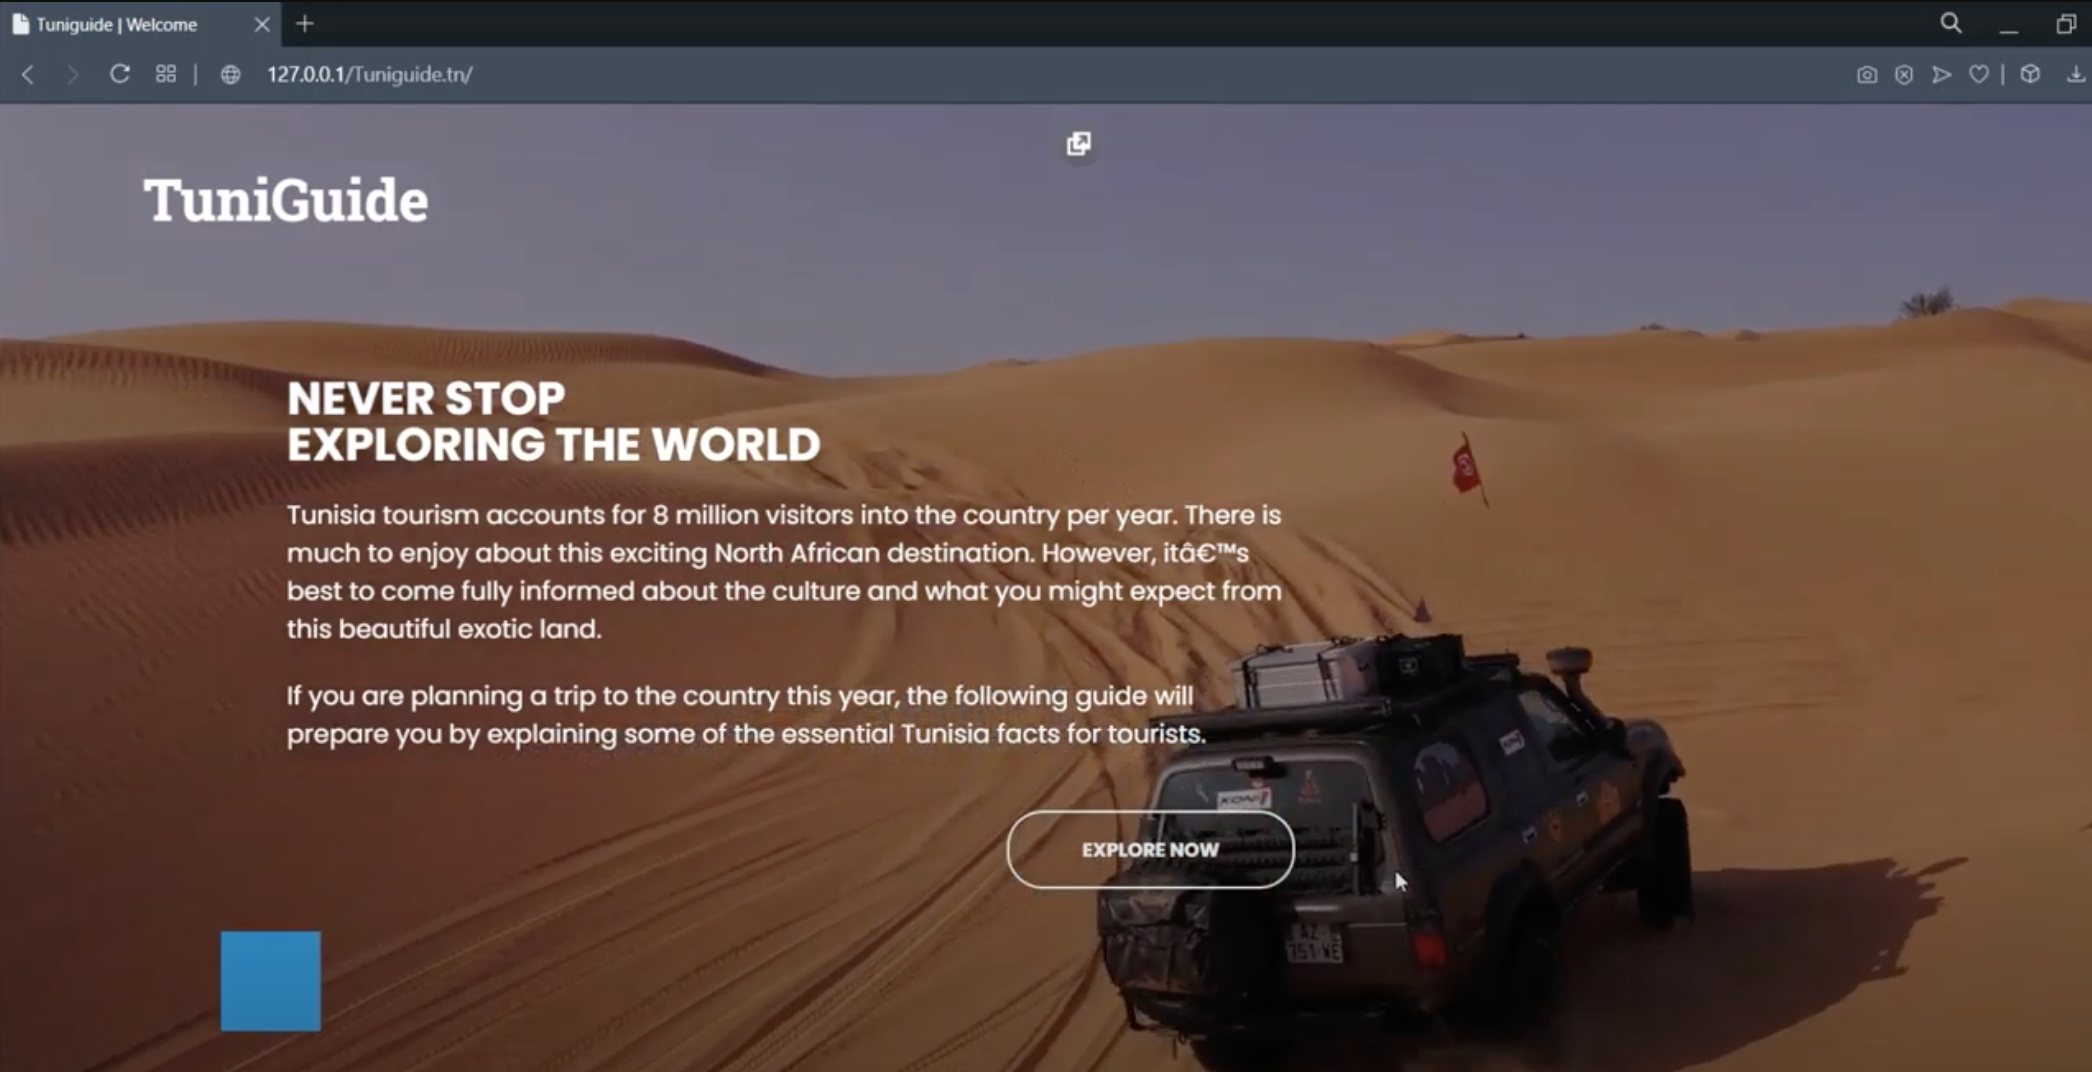 Tuniguide | Welcome
127.0.0.1/Tuniguide.tn/
TuniGuide
NEVER STOP
EXPLORING THE WORLD
Tunisia tourism accounts for 8 million visitors into the country per year. There is
much to enjoy about this exciting North African destination. However, itâ€™s
best to come fully informed about the culture and what you might expect from
this beautiful exotic land.
If you are planning a trip to the country this year, the following guide will
prepare you by explaining some of the essential Tunisia facts for tourists.
KONI
EXPLORE NOW